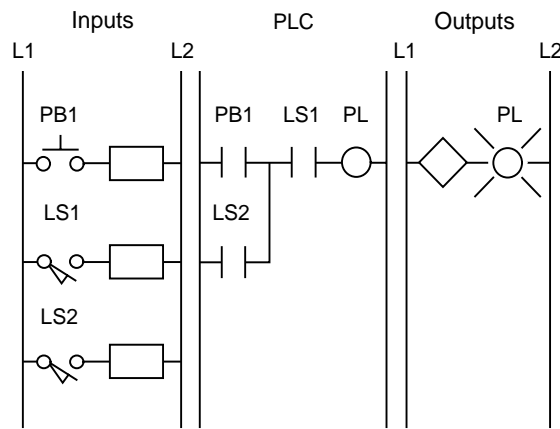 Inputs PLC Outputs
L1 L2 L1 L2
PB1 PB1 LS1 PL PL
LS1 LS2
LS2